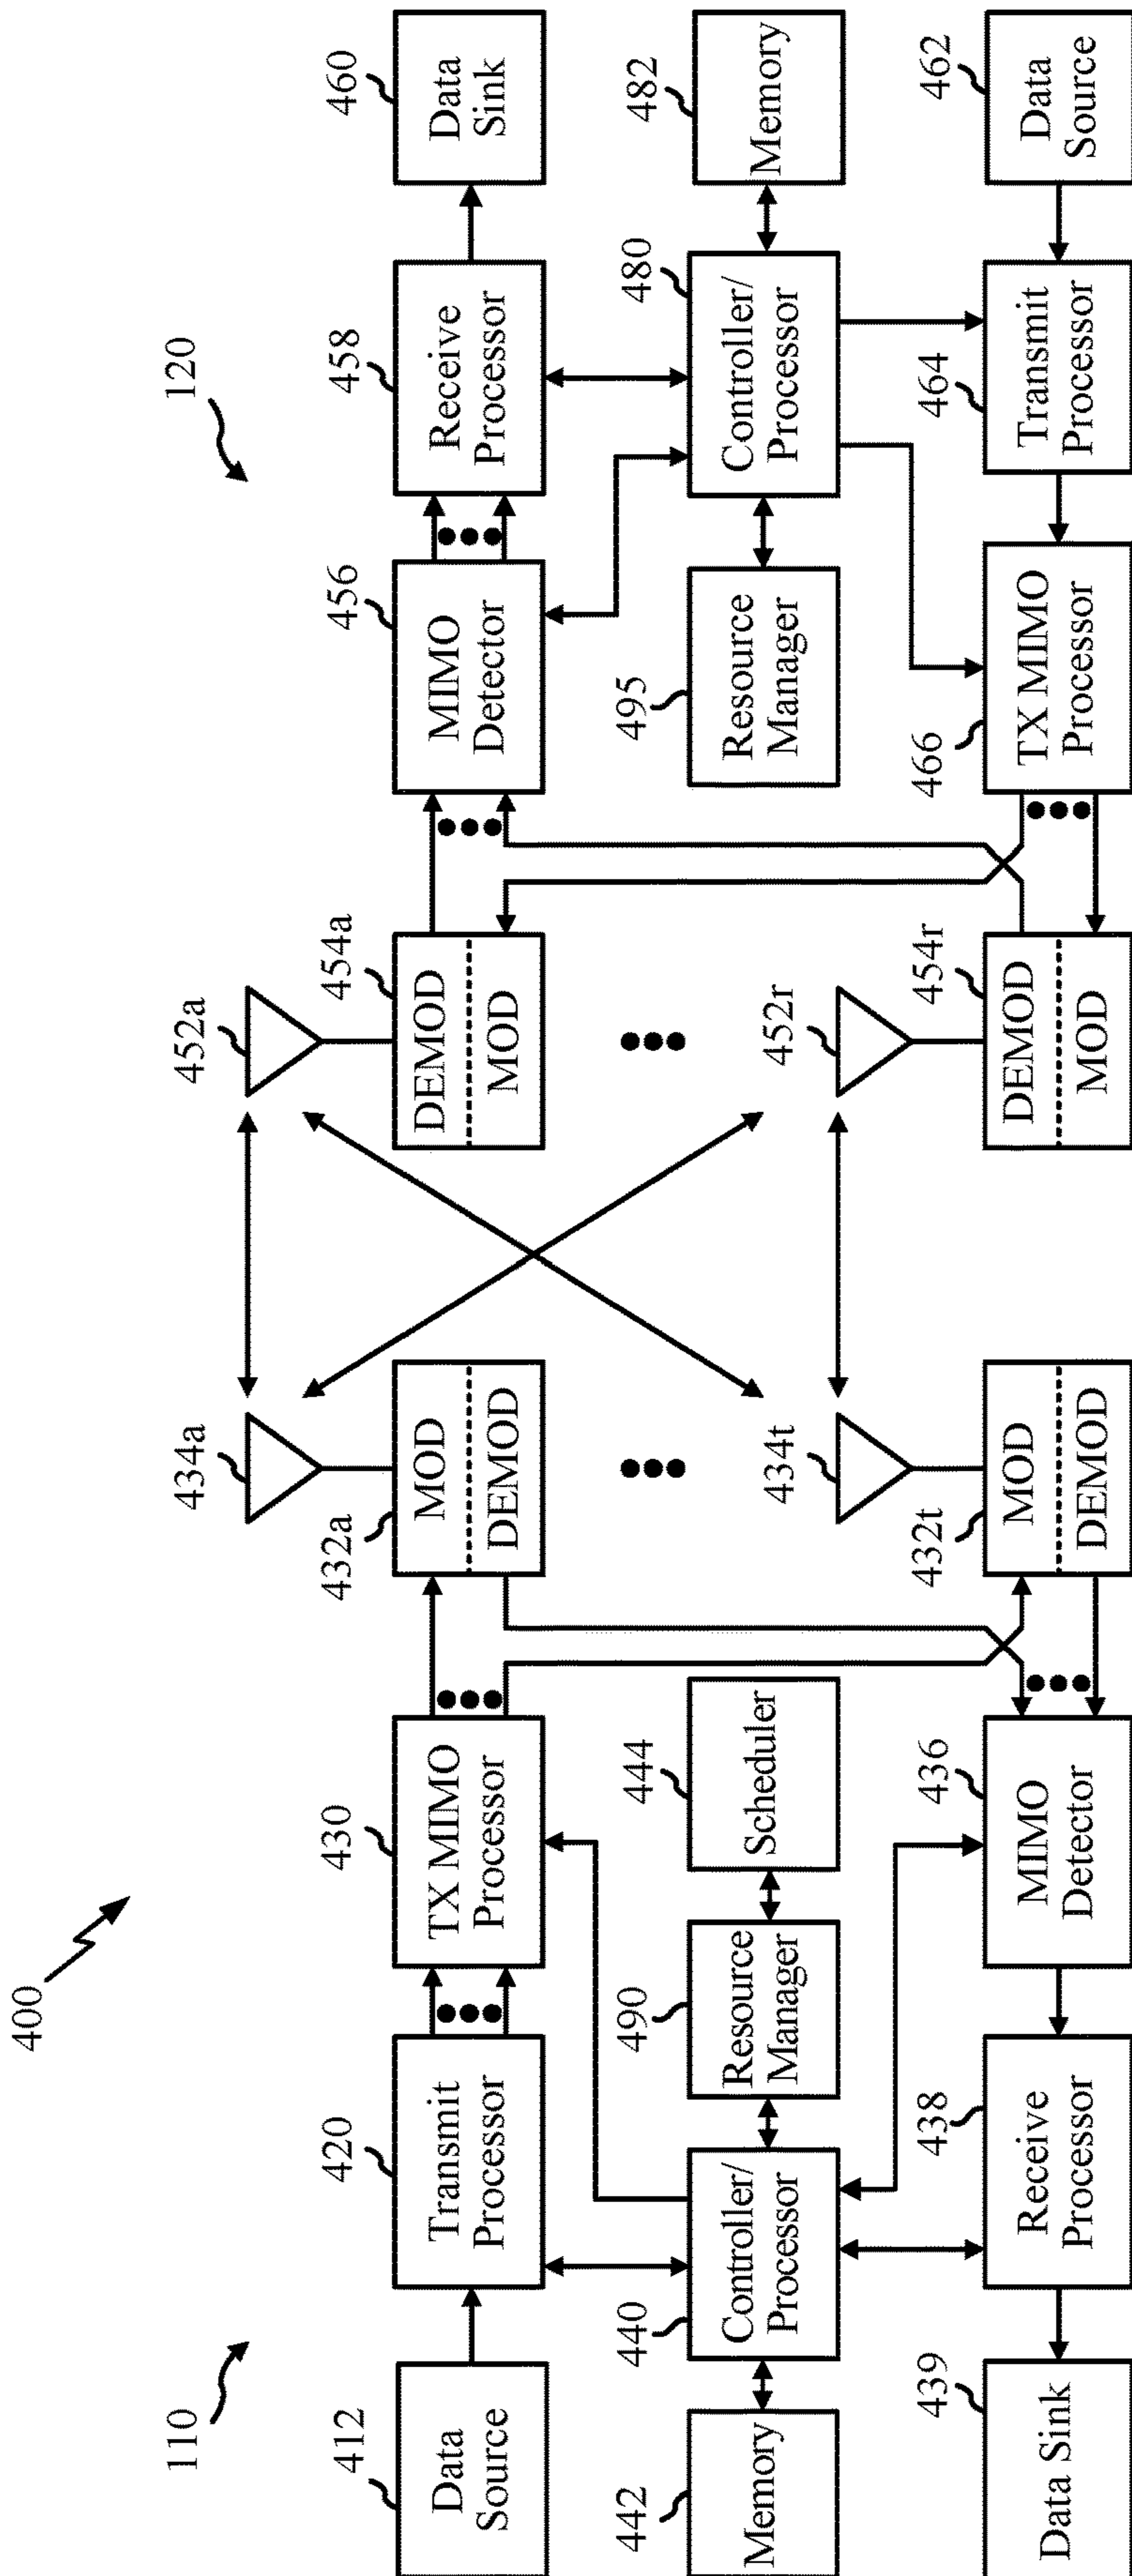 400
110
120
412
Data
Source
420
Transmit
Processor
430
TX MIMO
Processor
432a
MOD
DEMOD
434a
452a
454a
DEMOD
MOD
456
MIMO
Detector
458
Receive
Processor
460
Data
Sink
442
Memory
440
Controller/
Processor
490
Resource
Manager
444
Scheduler
495
Resource
Manager
480
Controller/
Processor
482
Memory
439
Data Sink
438
Receive
Processor
436
MIMO
Detector
432t
MOD
DEMOD
434t
452r
454r
DEMOD
MOD
466
TX MIMO
Processor
464
Transmit
Processor
462
Data
Source